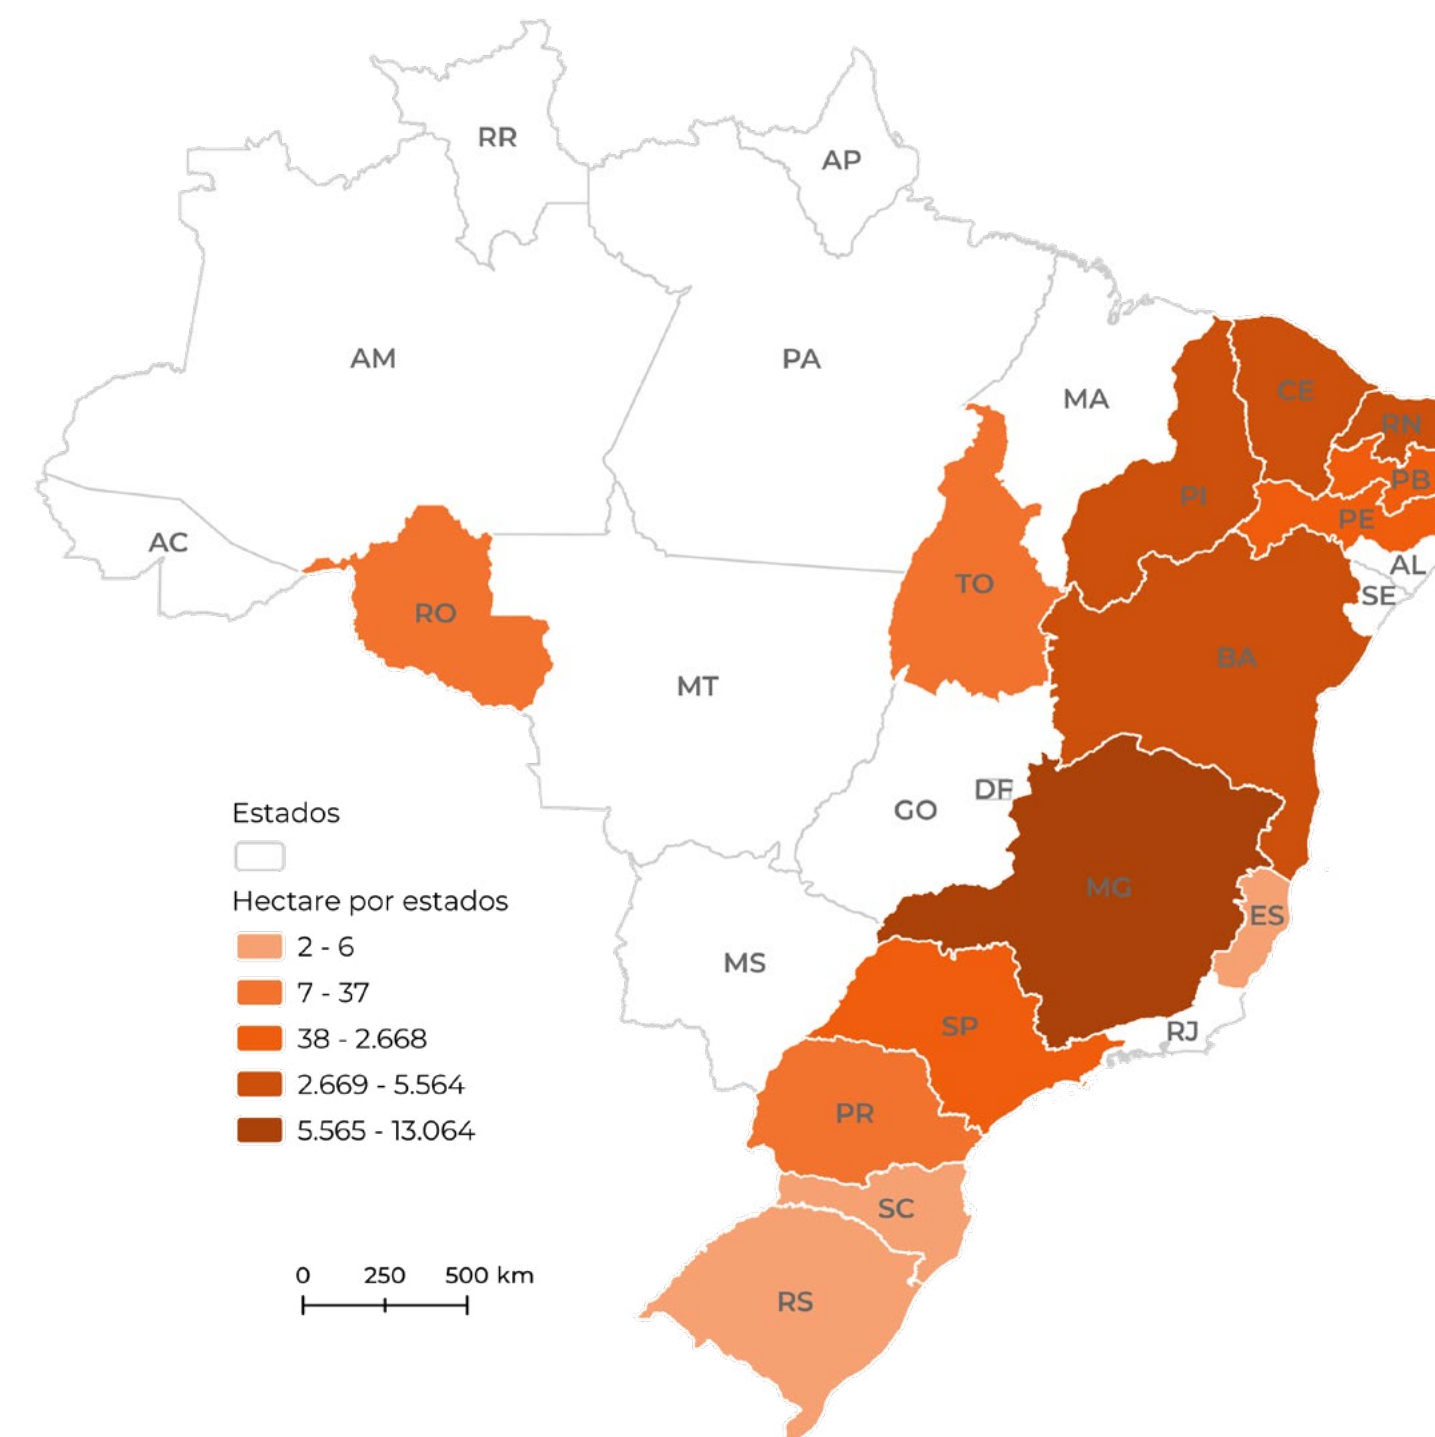 RR
AP
AM
PA
MA
CE
RN
PB
PI
PE
AC
AL
TO
SE
RO
BA
MT
DF
GO
MG
ES
MS
SP
RJ
PR
SC
RS
Estados
Hectare por estados
2 - 6
7 - 37
38 - 2.668
2.669 - 5.564
5.565 - 13.064
0 250 500 km